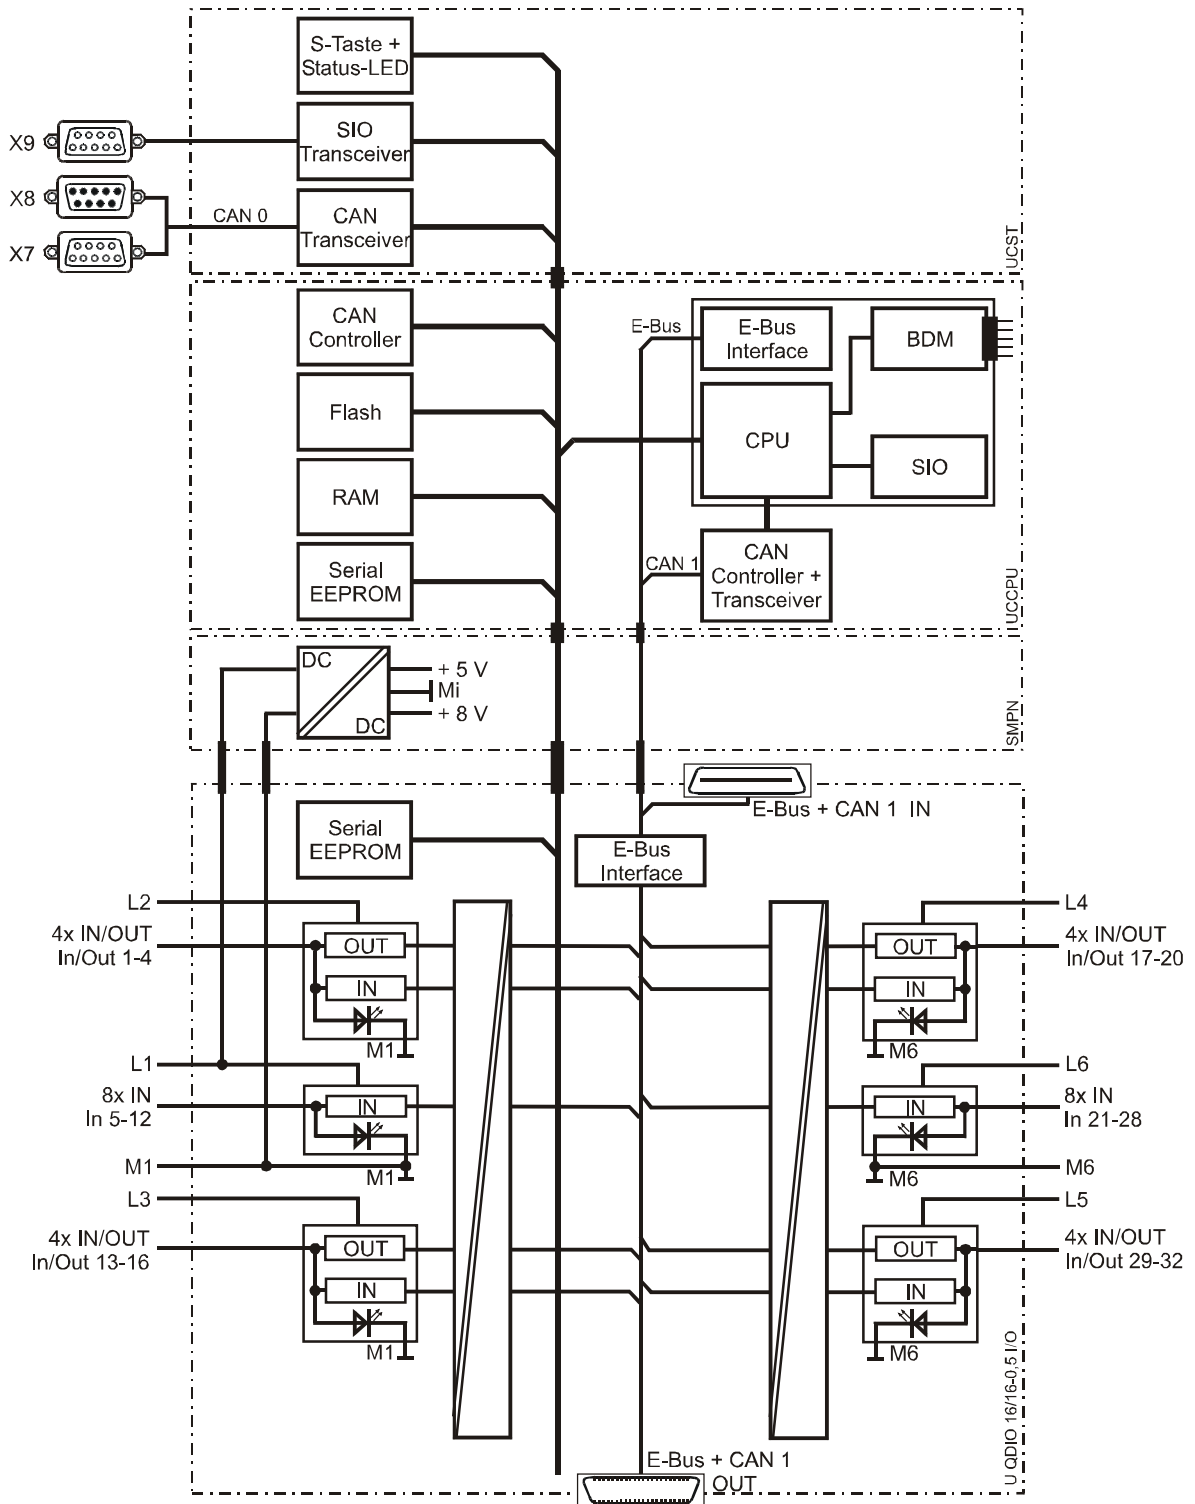 S-Taste +
Status-LED
X9
SIO
Transceiver
X8
CAN 0
CAN
Transceiver
X7
UCST
CAN
Controller
E-Bus
E-Bus
Interface
BDM
Flash
CPU
SIO
RAM
CAN 1
CAN
Controller +
Transceiver
Serial
EEPROM
UCCPU
DC
DC
+ 5 V
Mi
+ 8 V
SMPN
E-Bus + CAN 1 IN
Serial
EEPROM
E-Bus
Interface
L2
4x IN/OUT
In/Out 1-4
OUT
IN
M1
L4
4x IN/OUT
In/Out 17-20
OUT
IN
M6
L1
8x IN
In 5-12
IN
M1
M1
L6
8x IN
In 21-28
IN
M6
M6
L3
4x IN/OUT
In/Out 13-16
OUT
IN
M1
L5
4x IN/OUT
In/Out 29-32
OUT
IN
M6
U QDIO 16/16-0,5 I/O
E-Bus + CAN 1
OUT